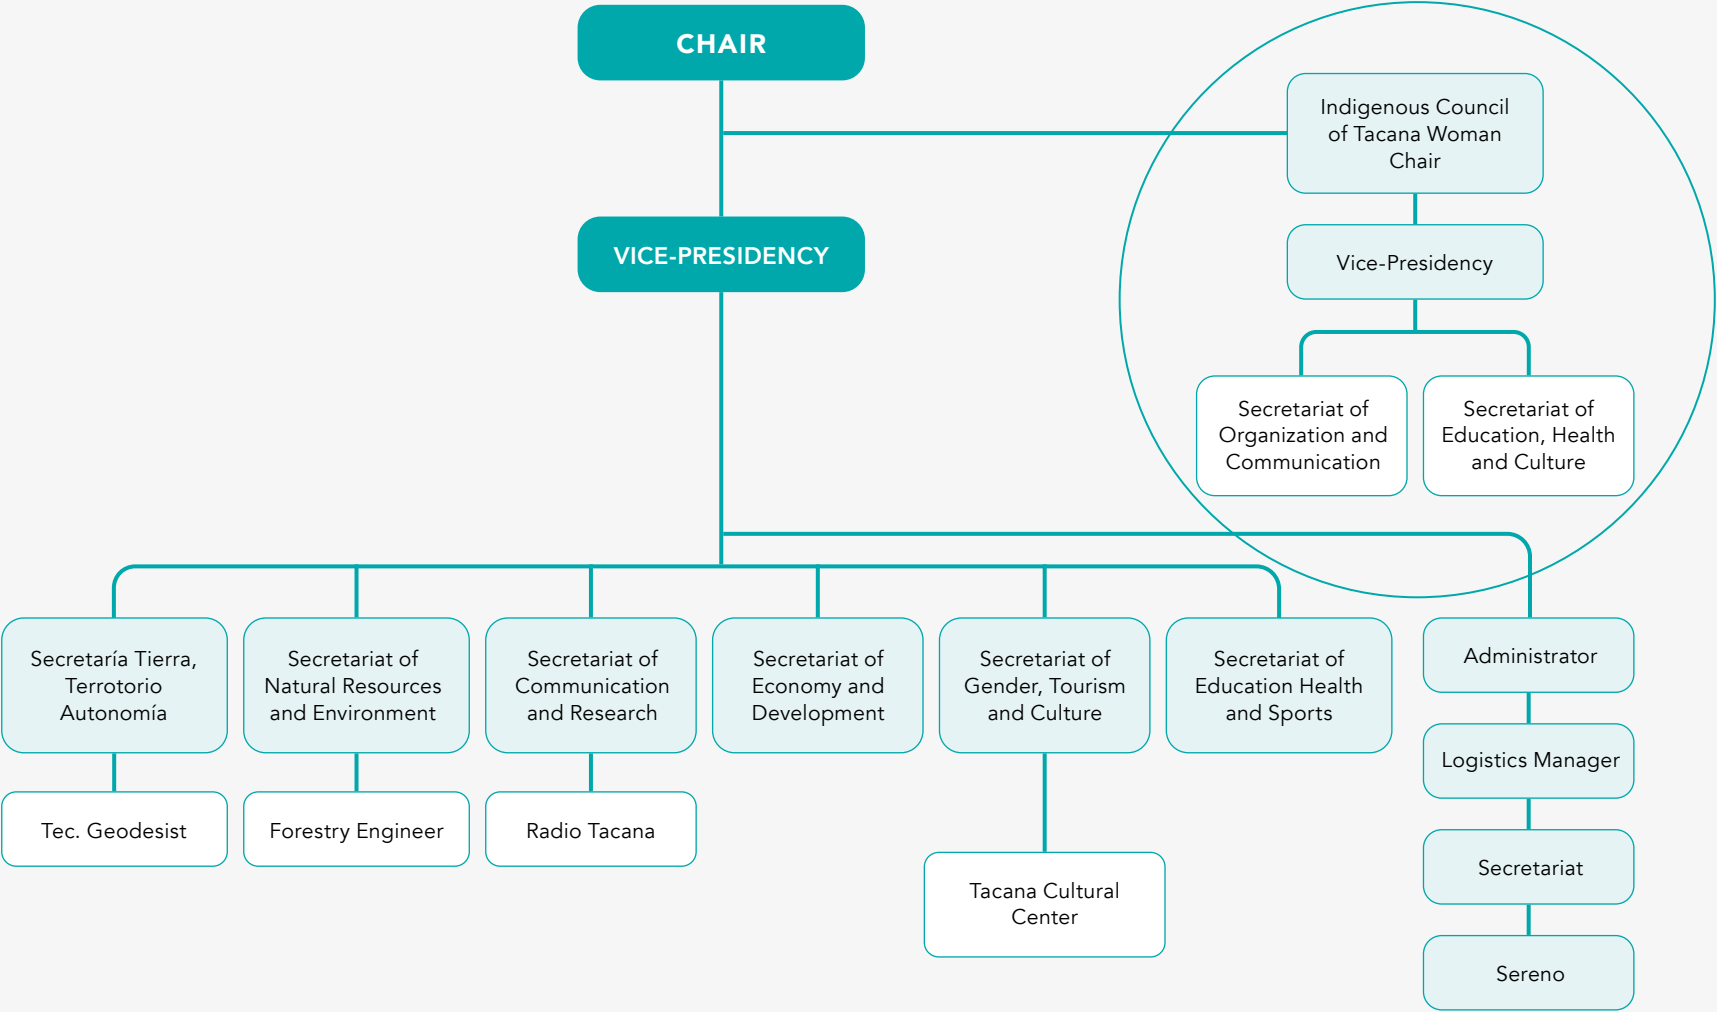 CHAIR
Indigenous Council
of Tacana Woman
Chair
VICE-PRESIDENCY
Vice-Presidency
Secretariat of
Organization and
Communication
Secretariat of
Education, Health
and Culture
Secretaría Tierra,
Terrotorio
Autonomía
Secretariat of
Natural Resources
and Environment
Secretariat of
Communication
and Research
Secretariat of
Economy and
Development
Secretariat of
Gender, Tourism
and Culture
Secretariat of
Education Health
and Sports
Administrator
Logistics Manager
Tec. Geodesist
Forestry Engineer
Radio Tacana
Secretariat
Tacana Cultural
Center
Sereno